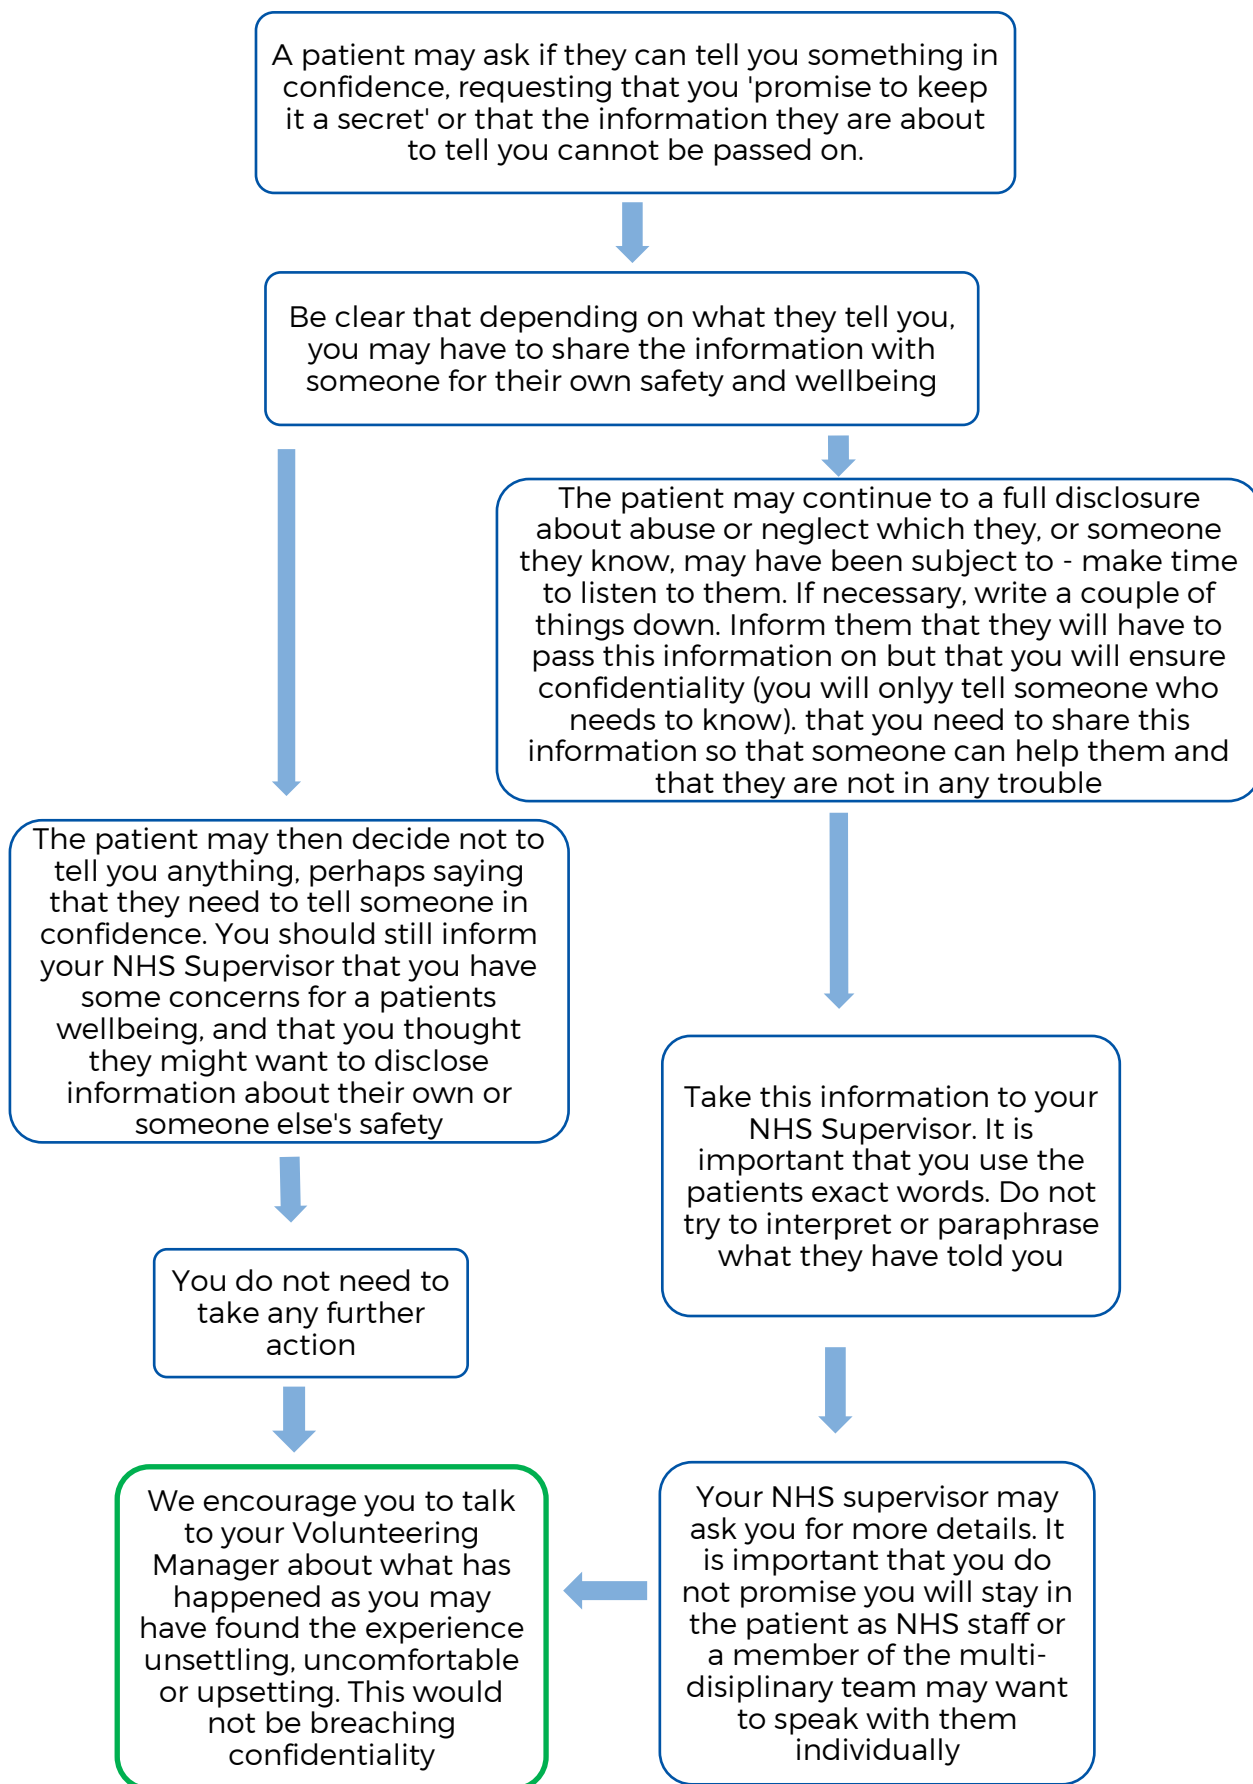 A patient may ask if they can tell you something in
confidence, requesting that you 'promise to keep
it a secret' or that the information they are about
to tell you cannot be passed on.
Be clear that depending on what they tell you,
you may have to share the information with
someone for their own safety and wellbeing
The patient may continue to a full disclosure
about abuse or neglect which they, or someone
they know, may have been subject to - make time
to listen to them. If necessary, write a couple of
things down. Inform them that they will have to
pass this information on but that you will ensure
confidentiality (you will onlyy tell someone who
needs to know). that you need to share this
information so that someone can help them and
that they are not in any trouble
The patient may then decide not to
tell you anything, perhaps saying
that they need to tell someone in
confidence. You should still inform
your NHS Supervisor that you have
some concerns for a patients
wellbeing, and that you thought
they might want to disclose
information about their own or
someone else's safety
Take this information to your
NHS Supervisor. It is
important that you use the
patients exact words. Do not
try to interpret or paraphrase
what they have told you
You do not need to
take any further
action
We encourage you to talk
to your Volunteering
Manager about what has
happened as you may
have found the experience
unsettling, uncomfortable
or upsetting. This would
not be breaching
confidentiality
Your NHS supervisor may
ask you for more details. It
is important that you do
not promise you will stay in
the patient as NHS staff or
a member of the multi-
disiplinary team may want
to speak with them
individually